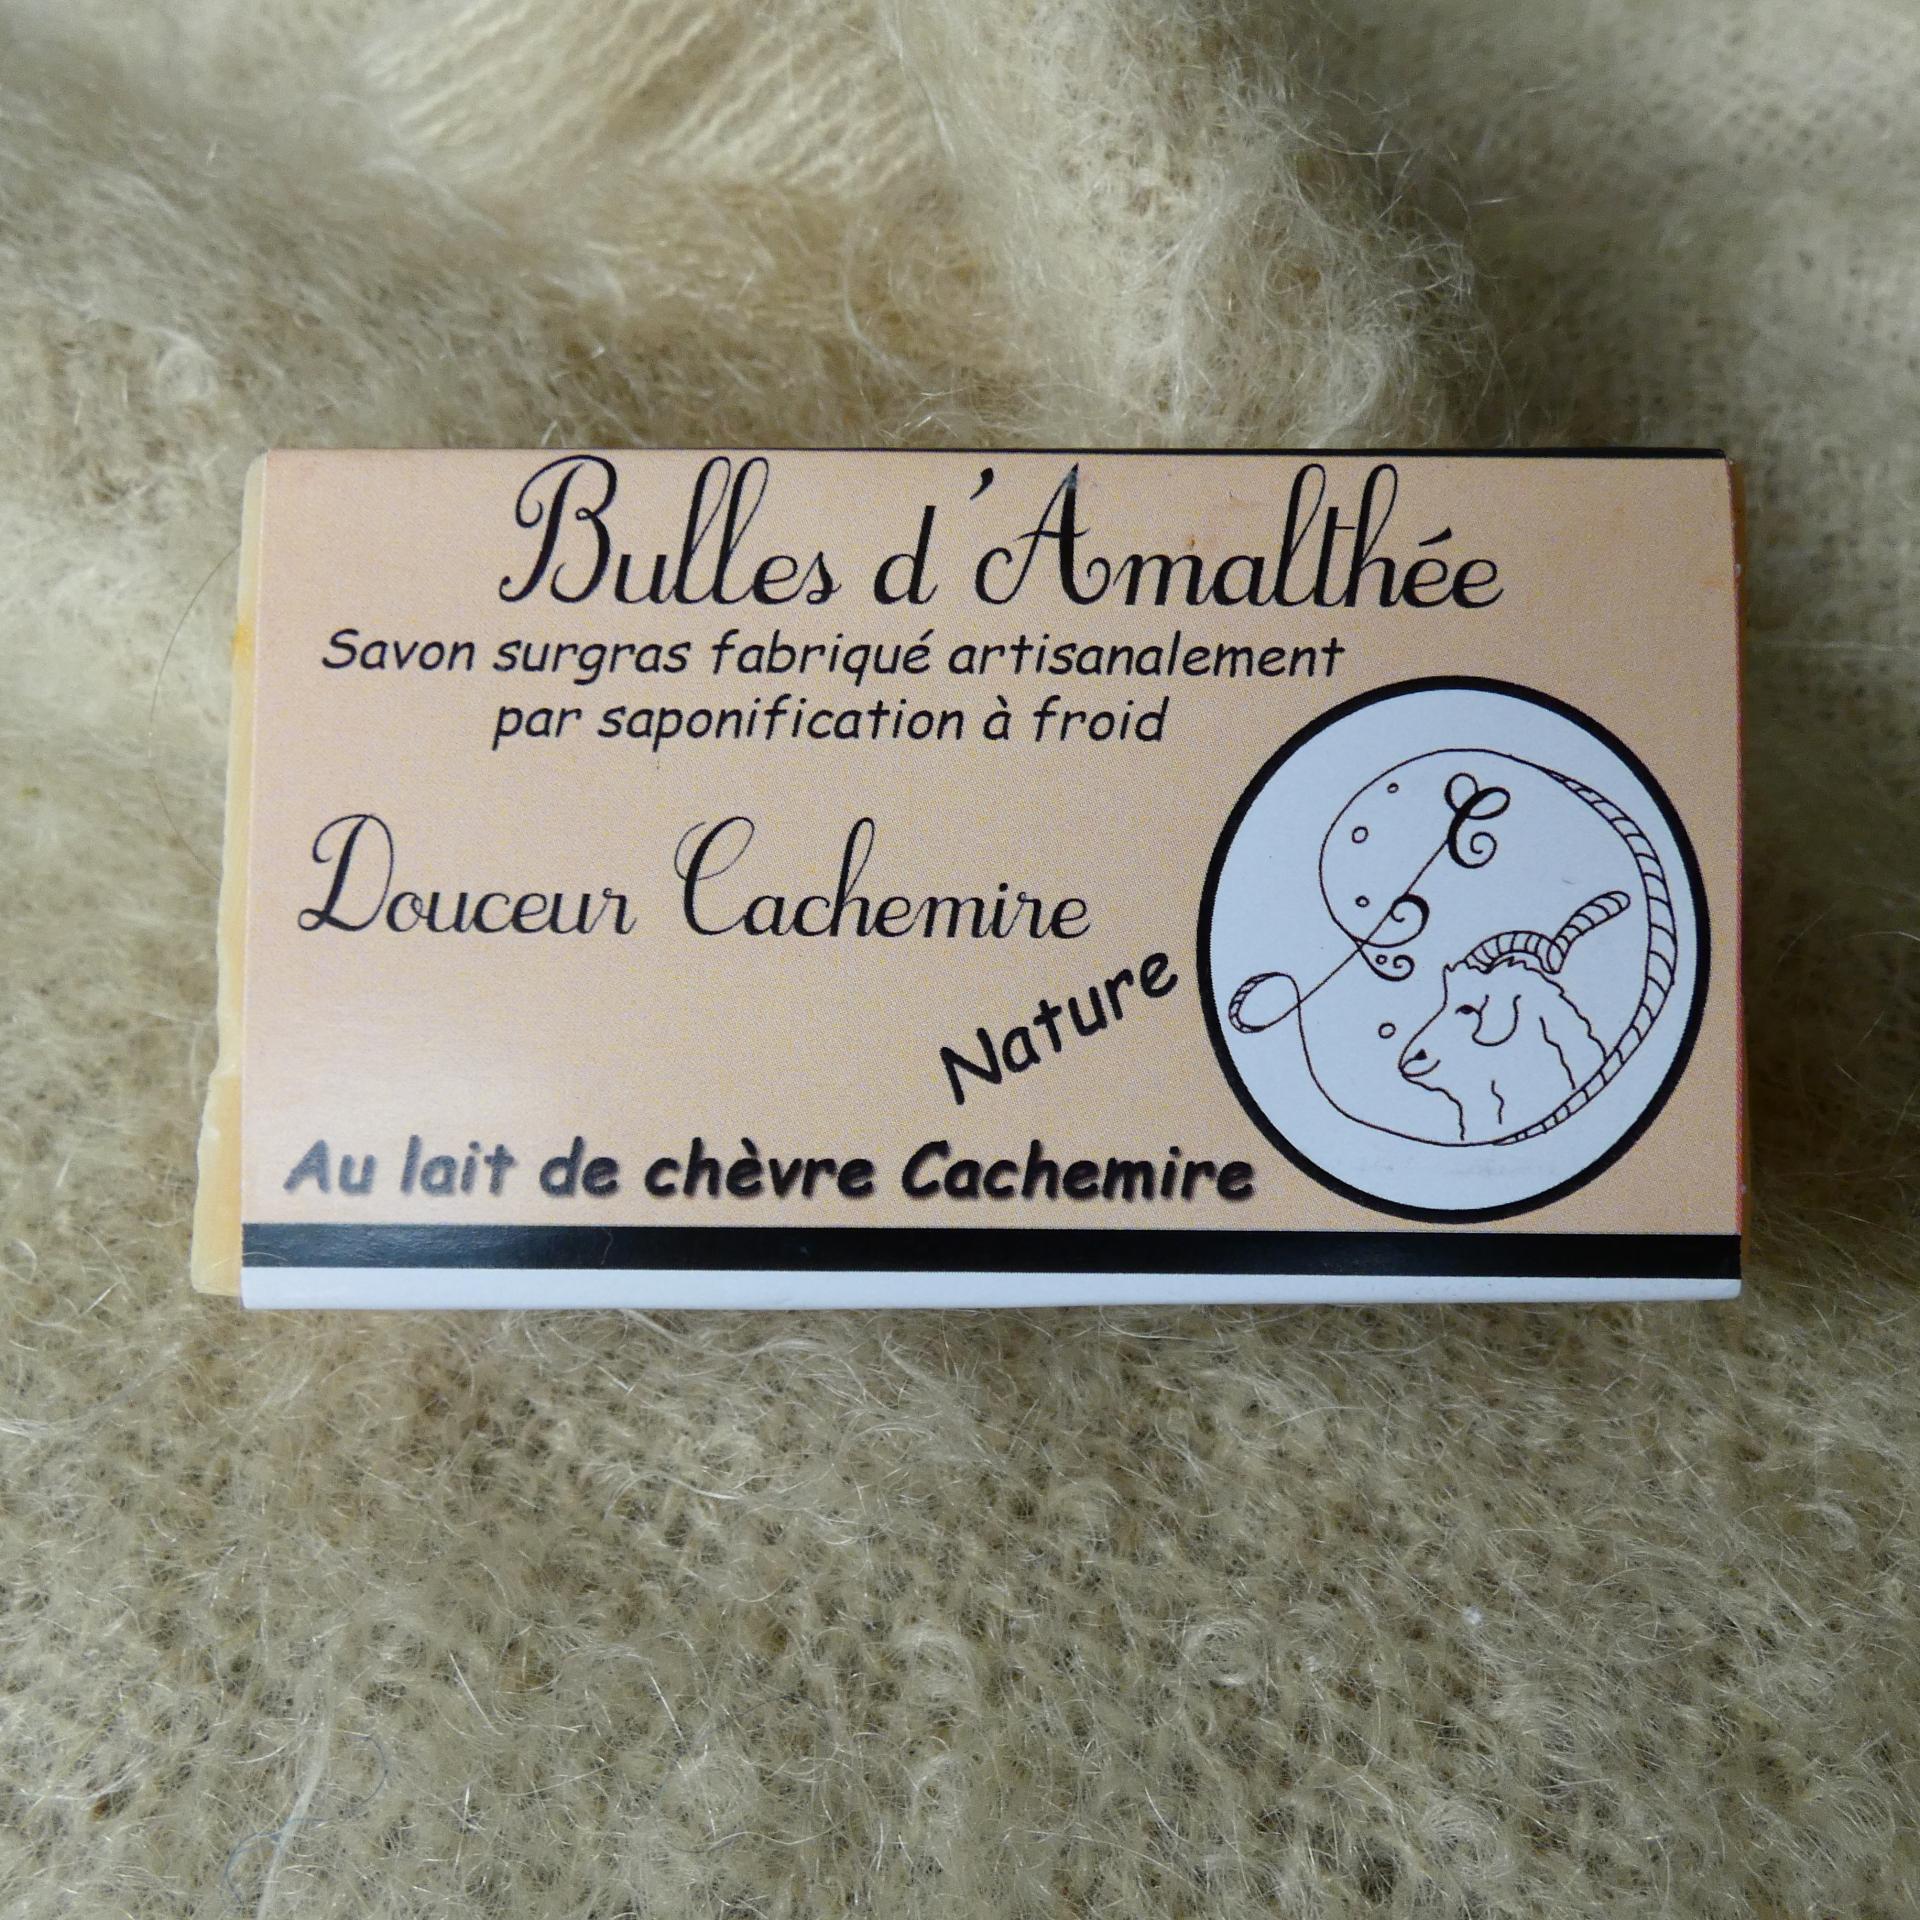 Bulles d'Amalthée
Savon surgras fabriqué artisanalement
par saponification à froid
Douceur Cachemire
Nature
Au lait de chèvre Cachemire
C